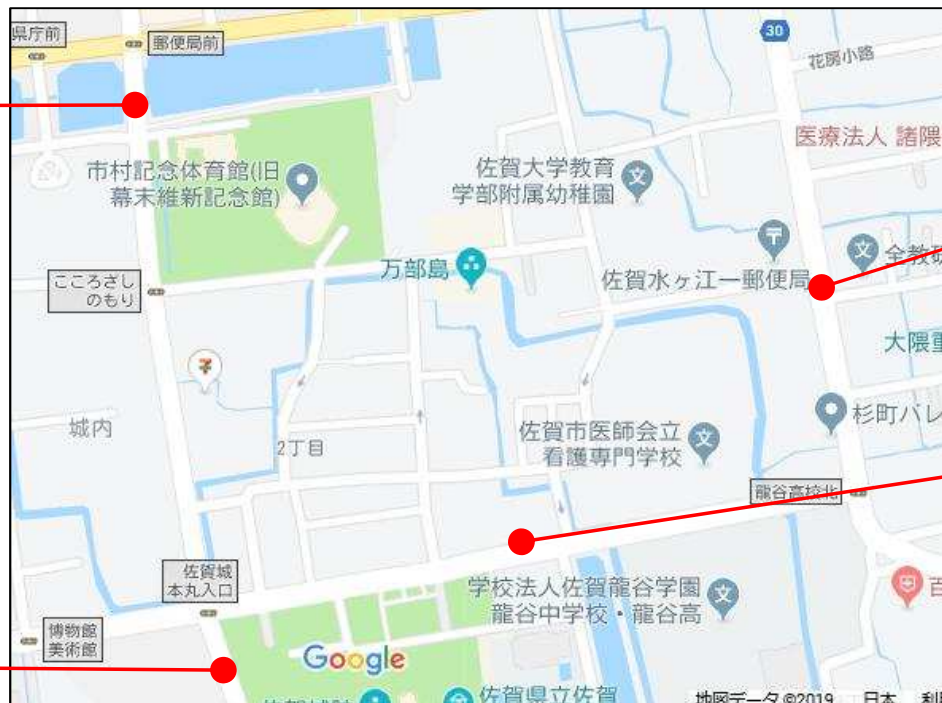 県庁前
郵便局前
30
花房小路
医療法人 諸隈
市村記念体育館(旧
幕末維新記念館)
佐賀大学教育
学部附属幼稚園
万部島
佐賀水ヶ江一郵便局
全教研
こころざし
のもり
大隈重
城内
2丁目
佐賀市医師会立
看護専門学校
杉町バレ
龍谷高校北
佐賀城
本丸入口
学校法人佐賀龍谷学園
龍谷中学校・龍谷高
百
博物館
美術館
Google
佐賀県立佐賀
地図データ ©2019
日本
利用